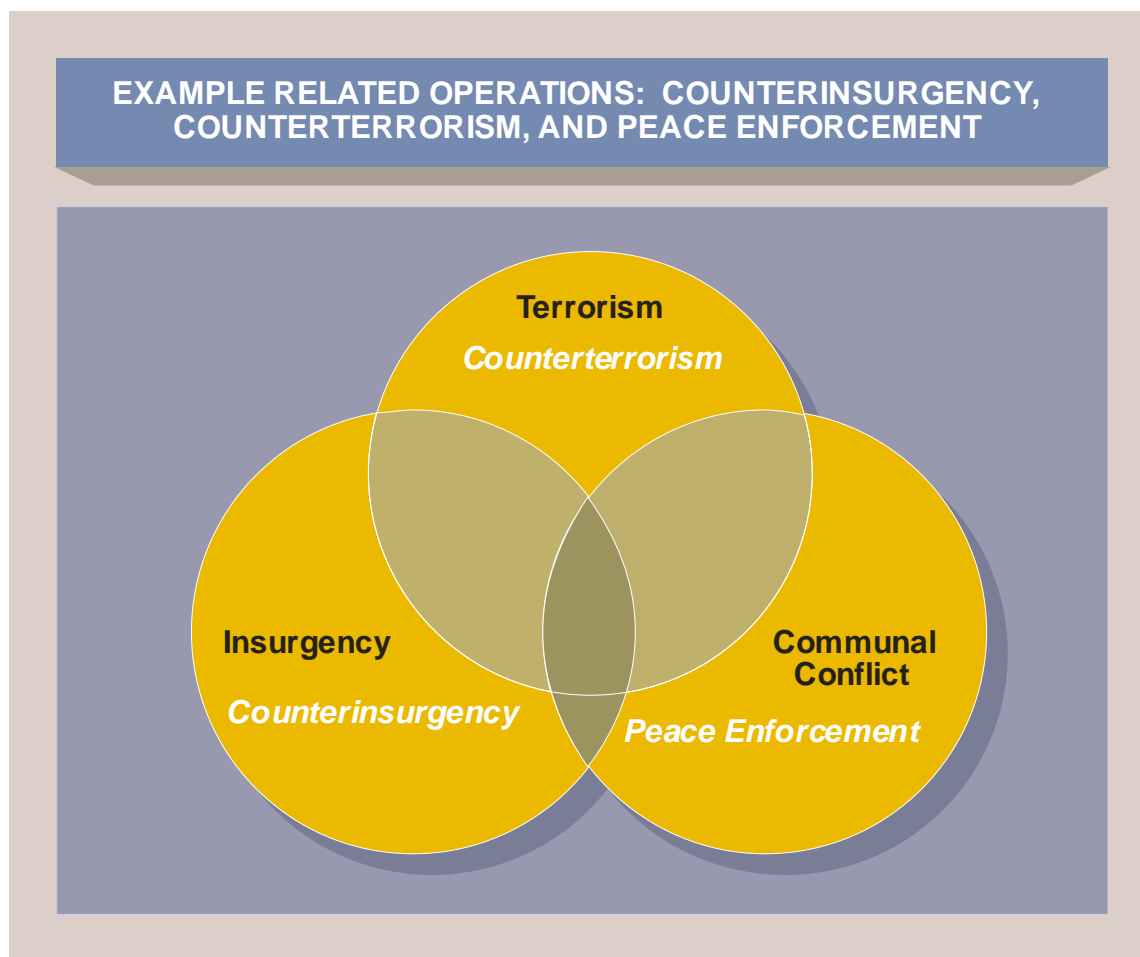 EXAMPLE RELATED OPERATIONS: COUNTERINSURGENCY,
COUNTERTERRORISM, AND PEACE ENFORCEMENT
Terrorism
Counterterrorism
Insurgency
Counterinsurgency
Communal
Conflict
Peace Enforcement